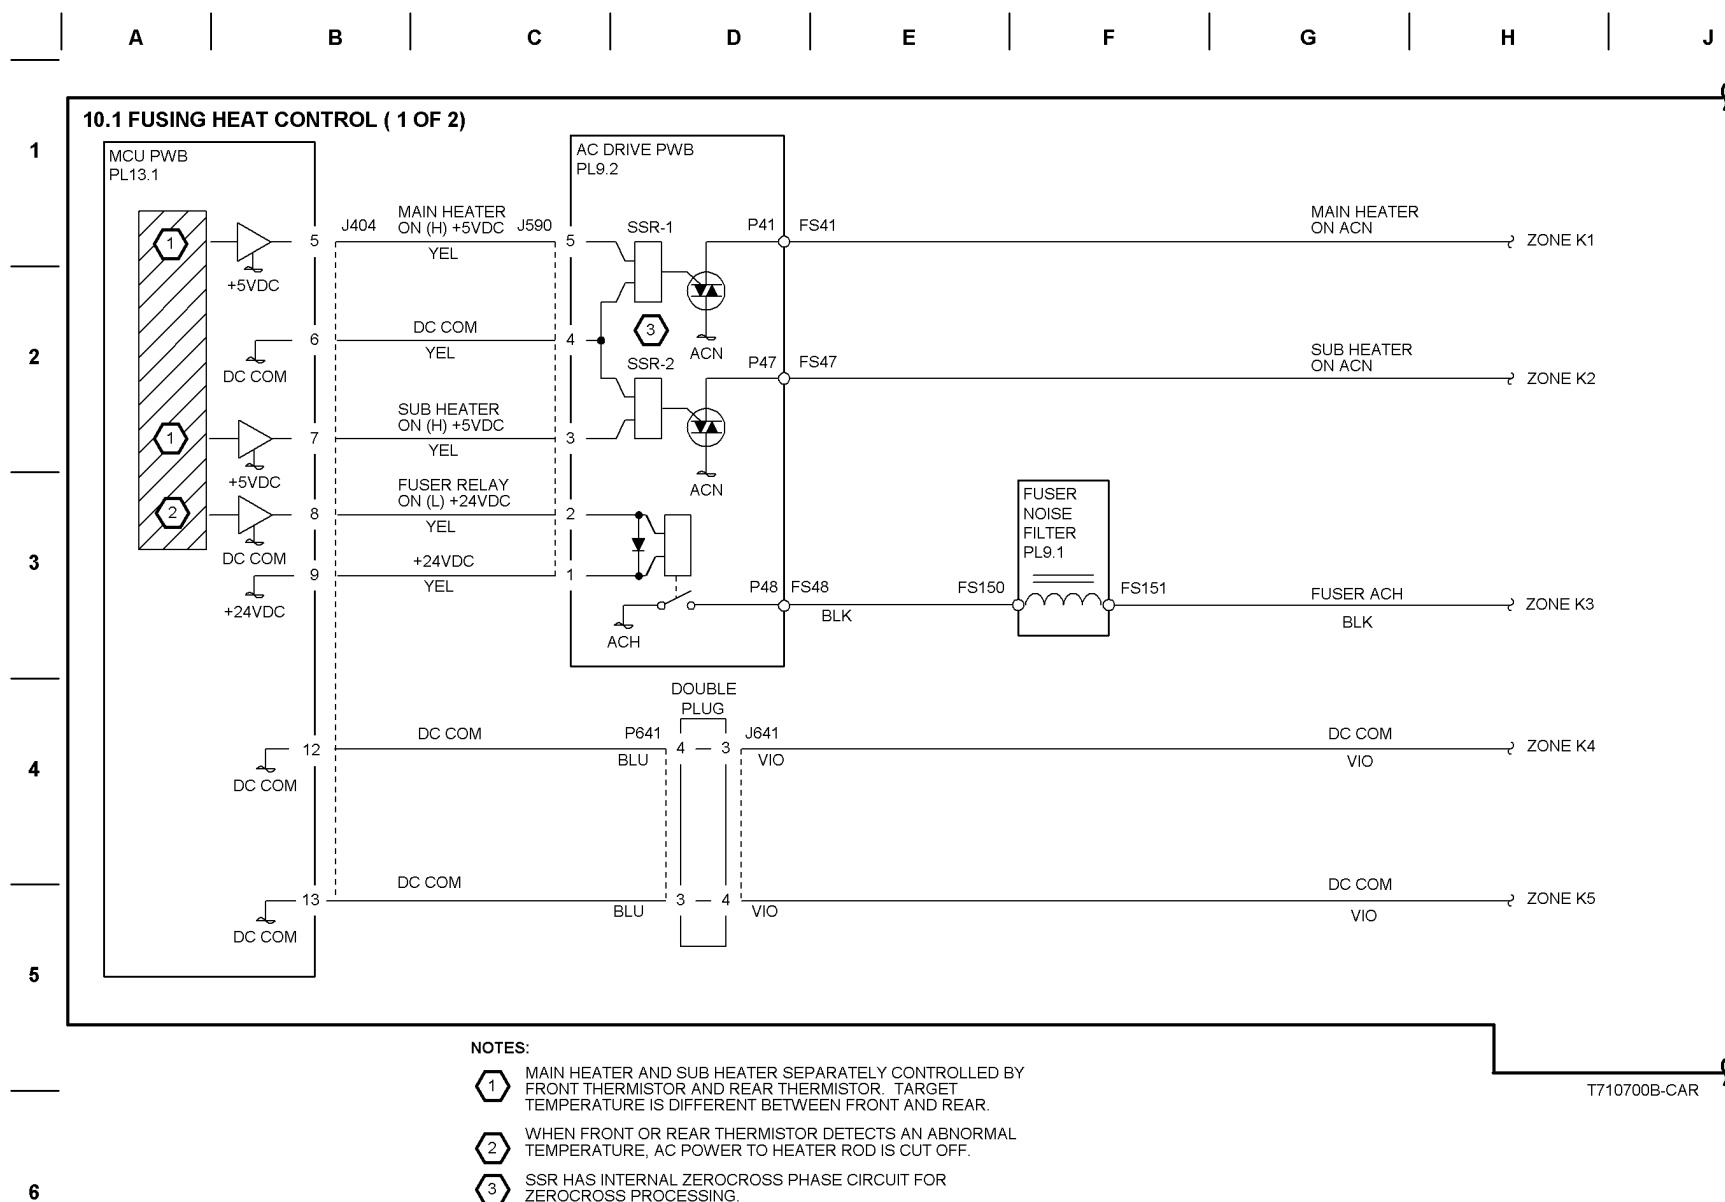 A B C D E F G H J
10.1 FUSING HEAT CONTROL ( 1 OF 2)
1
MCU PWB
PL13.1
AC DRIVE PWB
PL9.2
1
5
J404
MAIN HEATER
ON (H) +5VDC
YEL
J590
5
SSR-1
P41
FS41
MAIN HEATER
ON ACN
ZONE K1
+5VDC
2
6
DC COM
DC COM
YEL
4
3
ACN
SSR-2
P47
FS47
SUB HEATER
ON ACN
ZONE K2
1
7
+5VDC
SUB HEATER
ON (H) +5VDC
YEL
3
ACN
3
2
8
DC COM
FUSER RELAY
ON (L) +24VDC
YEL
2
9
+24VDC
+24VDC
YEL
1
ACH
P48
FS48
BLK
FS150
FUSER
NOISE
FILTER
PL9.1
FS151
FUSER ACH
BLK
ZONE K3
4
12
DC COM
DC COM
DOUBLE
PLUG
P641
BLU
4
3
J641
VIO
DC COM
VIO
ZONE K4
13
DC COM
DC COM
BLU
3
4
VIO
DC COM
VIO
ZONE K5
5
NOTES:
1
MAIN HEATER AND SUB HEATER SEPARATELY CONTROLLED BY
FRONT THERMISTOR AND REAR THERMISTOR. TARGET
TEMPERATURE IS DIFFERENT BETWEEN FRONT AND REAR.
T710700B-CAR
2
WHEN FRONT OR REAR THERMISTOR DETECTS AN ABNORMAL
TEMPERATURE, AC POWER TO HEATER ROD IS CUT OFF.
6
3
SSR HAS INTERNAL ZEROCROSS PHASE CIRCUIT FOR
ZEROCROSS PROCESSING.